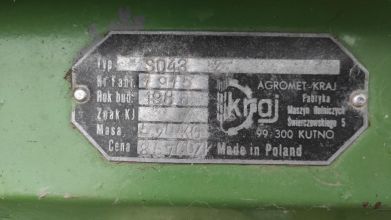 Typ S043
Nr Fabr.
Rok bud.
Znak KJ
Masa
Cena
kraj
AGROMET-KRAJ
Fabryka
Maszyn Rolniczych
Świerczewskiego 5
99-300 KUTNO
Made in Poland